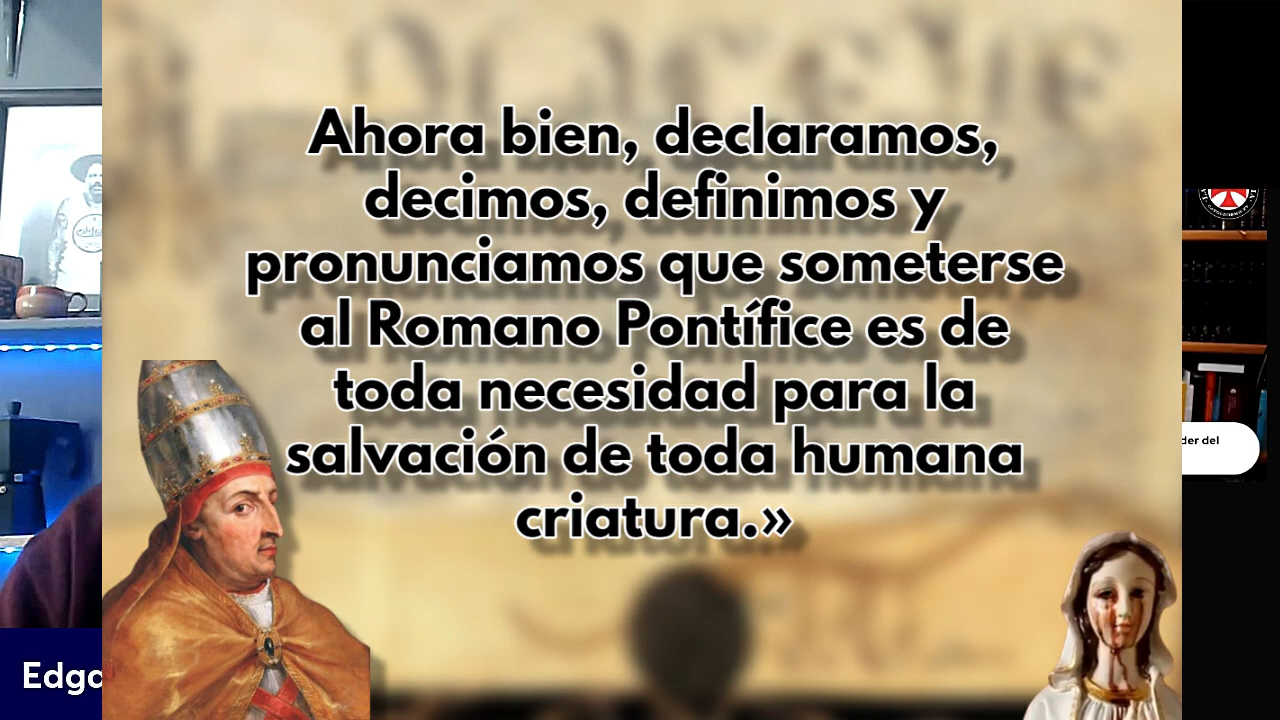 Ahora bien, declaramos,
decimos, definimos y
pronunciamos que someterse
al Romano Pontífice es de
toda necesidad para la
salvación de toda humana
criatura.»
der del
Edga